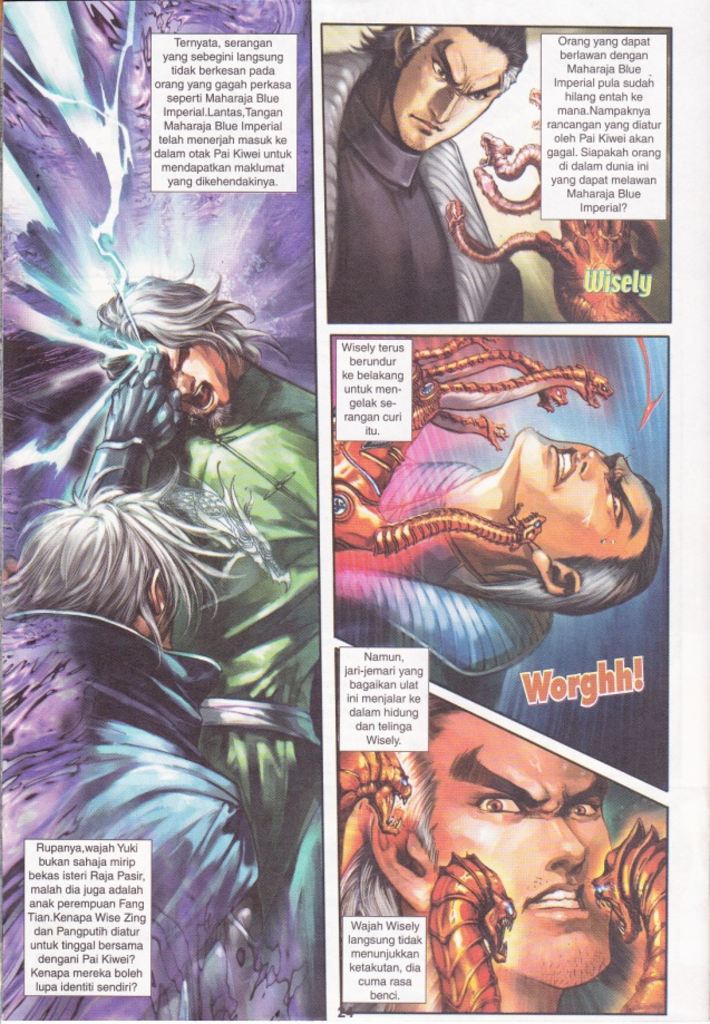 Ternyata, serangan
yang sebegini langsung
tidak berkesan pada
orang yang gagah perkasa
seperti Maharaja Blue
Imperial.Lantas,Tangan
Maharaja Blue Imperial
telah menerjah masuk ke
dalam otak Pai Kiwei untuk
mendapatkan maklumat
yang dikehendakinya.
Rupanya,wajah Yuki
bukan sahaja mirip
bekas isteri Raja Pasir,
malah dia juga adalah
anak perempuan Fang
Tian.Kenapa Wise Zing
dan Pangputih diatur
untuk tinggal bersama
dengani Pai Kiwei?
Kenapa mereka boleh
lupa identiti sendiri?
Orang yang dapat
berlawan dengan
Maharaja Blue
Imperial pula sudah
hilang entah ke
mana.Nampaknya
rancangan yang diatur
oleh Pai Kiwei akan
gagal. Siapakah orang
di dalam dunia ini
yang dapat melawan
Maharaja Blue
Imperial?
Wisely
Wisely terus
berundur
ke belakang
untuk men-
gelak se-
rangan curi
itu.
Worghh!
Namun,
jari-jemari yang
bagaikan ulat
ini menjalar ke
dalam hidung
dan telinga
Wisely.
Wajah Wisely
langsung tidak
menunjukkan
ketakutan, dia
cuma rasa
benci.
24